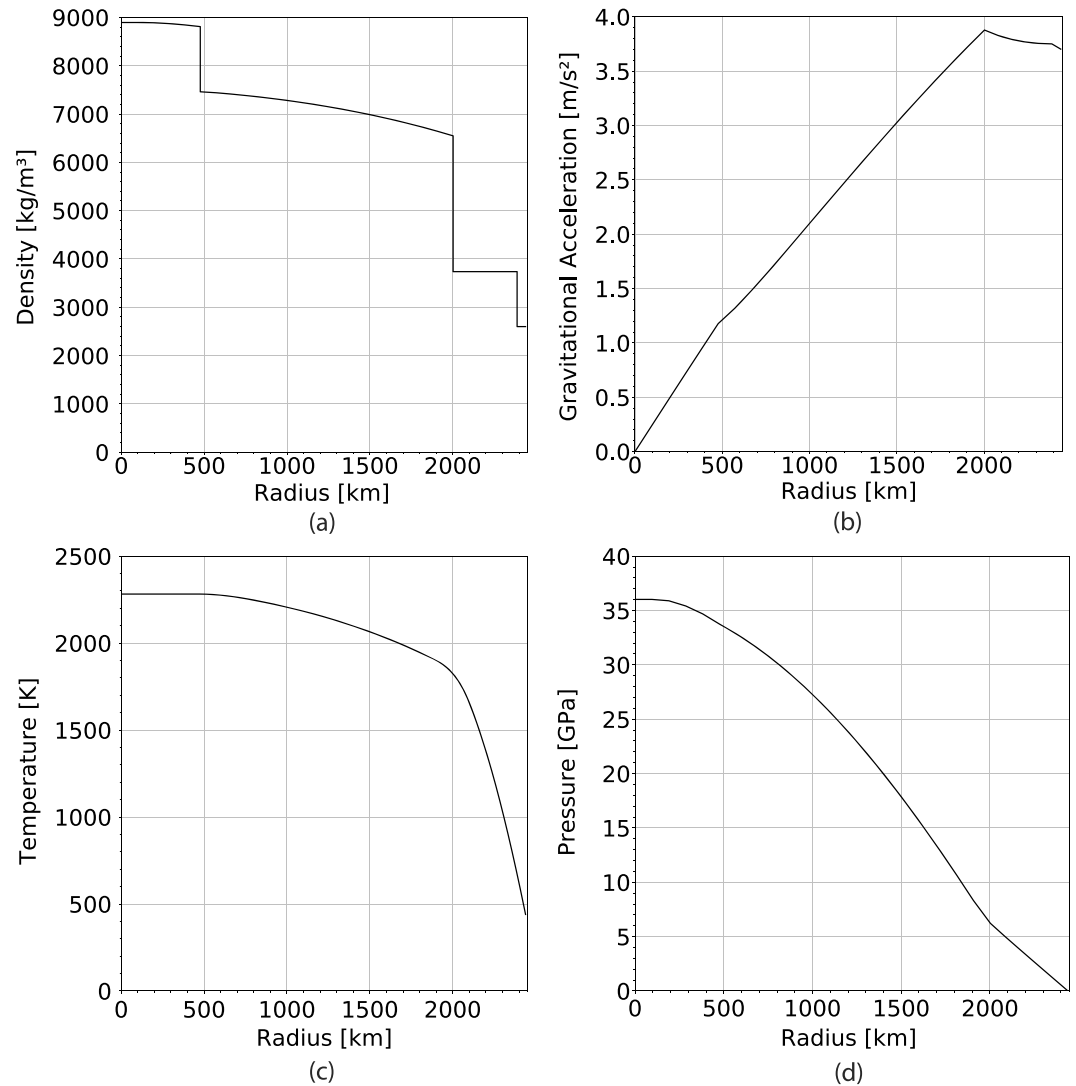 9000
8000
7000
6000
5000
4000
3000
2000
1000
0
Density [kg/m³]
0 500 1000 1500 2000
Radius [km]
(a)
4.0
3.5
3.0
2.5
2.0
1.5
1.0
0.5
0.0
Gravitational Acceleration [m/s²]
0 500 1000 1500 2000
Radius [km]
(b)
2500
2000
1500
1000
500
0
Temperature [K]
0 500 1000 1500 2000
Radius [km]
(c)
40
35
30
25
20
15
10
5
0
Pressure [GPa]
0 500 1000 1500 2000
Radius [km]
(d)